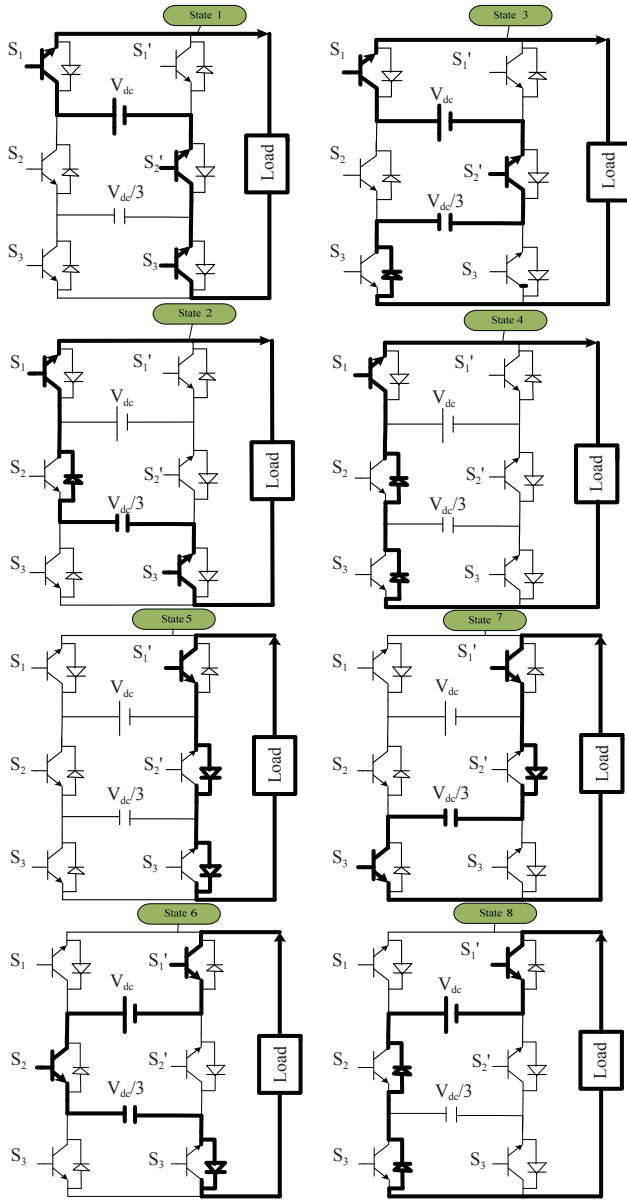 State 1
S1
S1'
Vdc
S2
S2'
Load
Vdc/3
S3
S3
State 3
S1
S1'
Vdc
S2
S2'
Load
Vdc/3
S3
S3
State 2
S1
S1'
Vdc
S2
S2'
Load
Vdc/3
S3
S3
State 4
S1
S1'
Vdc
S2
S2'
Load
Vdc/3
S3
S3
State 5
S1
S1'
Vdc
S2
S2'
Load
Vdc/3
S3
S3
State 7
S1
S1'
Vdc
S2
S2'
Load
Vdc/3
S3
S3
State 6
S1
S1'
Vdc
S2
S2'
Load
Vdc/3
S3
S3
State 8
S1
S1'
Vdc
S2
S2'
Load
Vdc/3
S3
S3